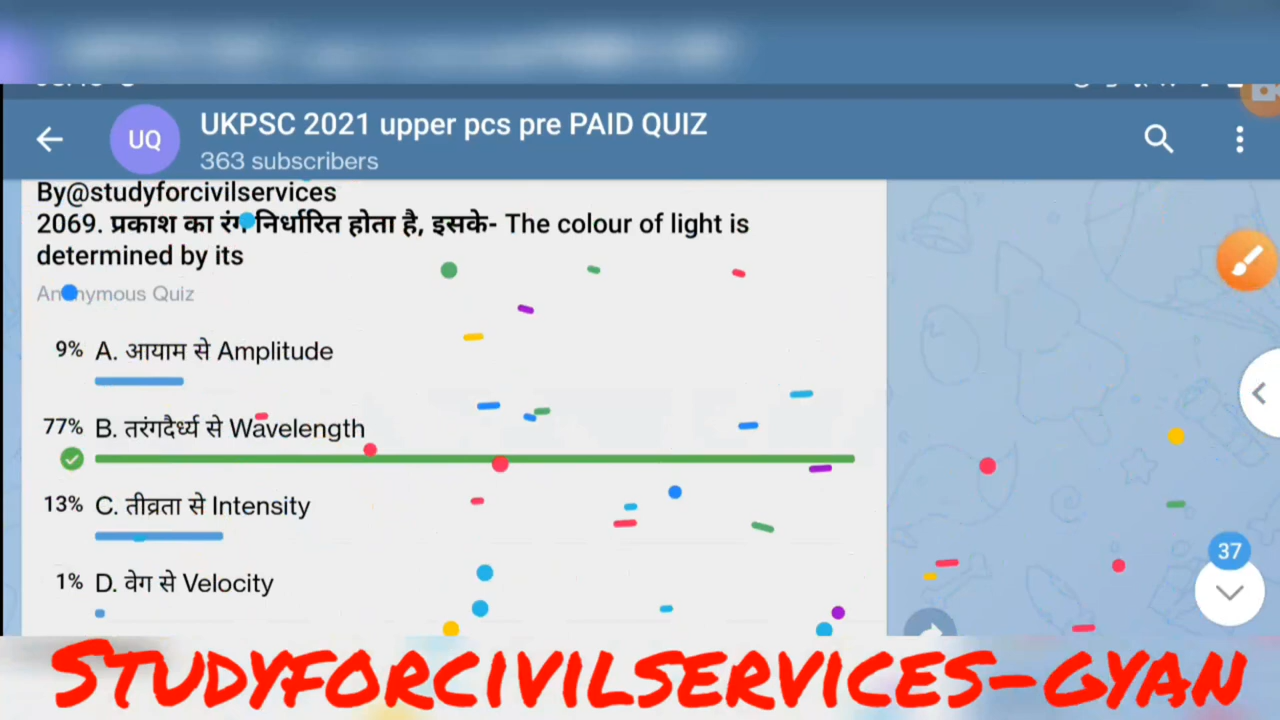 UQ
UKPSC 2021 upper pcs pre PAID QUIZ
363 subscribers
By@studyforcivilservices
2069. प्रकाश का रंग निर्धारित होता है, इसके- The colour of light is
determined by its
Anonymous Quiz
9% A. आयाम से Amplitude
77% B. तरंगदैर्ध्य से Wavelength
13% C. तीव्रता से Intensity
1% D. वेग से Velocity
37
STUDYFORCIVILSERVICES-GYAN